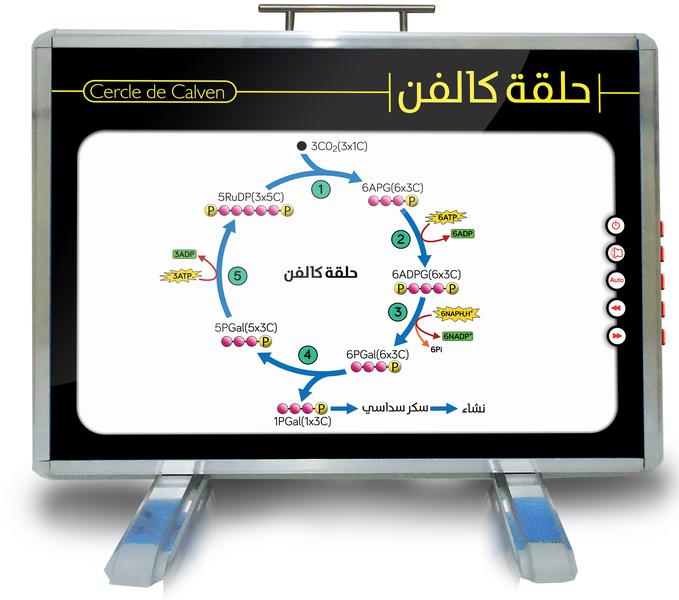 Cercle de Calven
حلقة كالفن
3CO₂(3x1C)
1
6APG(6x3C)
P
5RuDP(3x5C)
P P
2
6ATP
6ADP
3ADP
3ATP
5
حلقة كالفن
6ADPG(6x3C)
P P
3
6NAPH,H⁺
6NADP⁺
6Pi
5PGal(5x3C)
P
4
6PGal(6x3C)
P
P
سكر سداسي
نشاء
1PGal(1x3C)
Auto